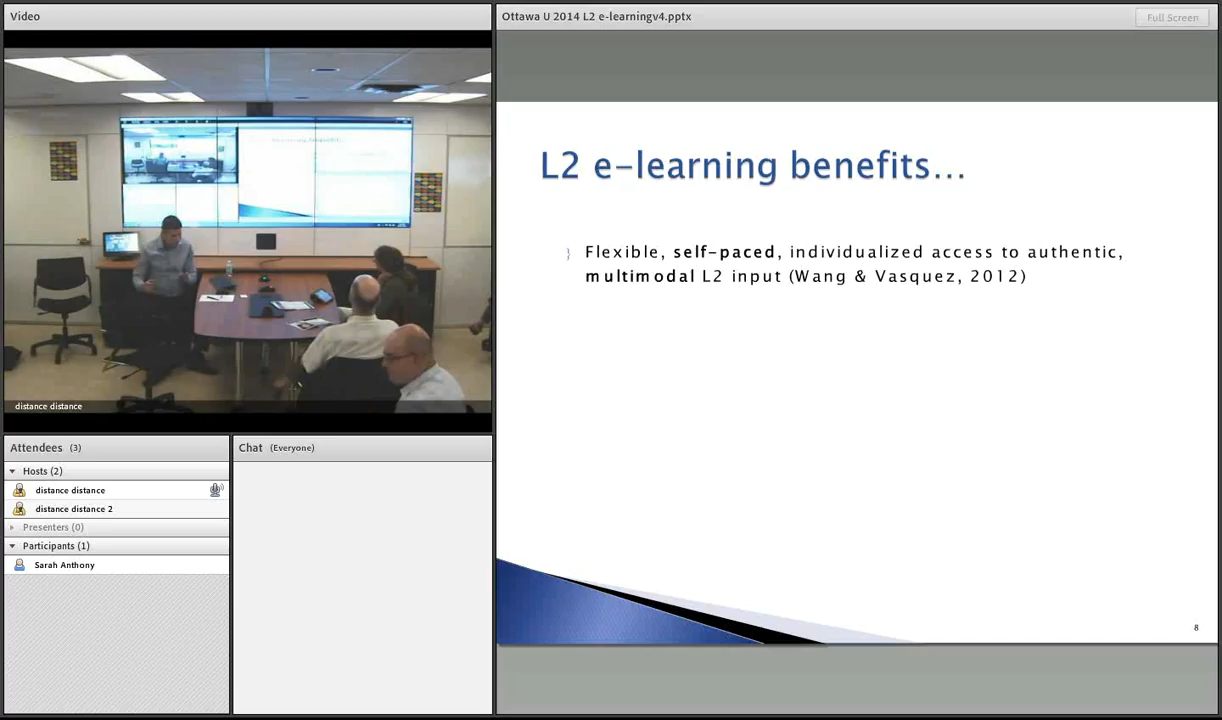 Video
Ottawa U 2014 L2 e-learningv4.pptx
Full Screen
L2 e-learning benefits...
Flexible, self-paced, individualized access to authentic,
multimodal L2 input (Wang & Vasquez, 2012)
8
distance distance
Attendees (3)
Hosts (2)
distance distance
distance distance 2
Presenters (0)
Participants (1)
Sarah Anthony
Chat (Everyone)